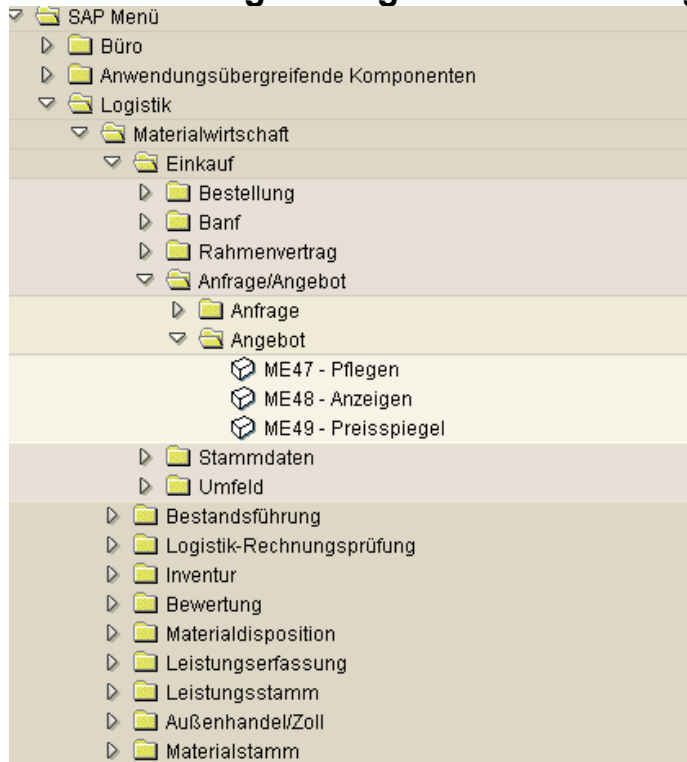 SAP Menü
Büro
Anwendungsübergreifende Komponenten
Logistik
Materialwirtschaft
Einkauf
Bestellung
Banf
Rahmenvertrag
Anfrage/Angebot
Anfrage
Angebot
ME47 - Pflegen
ME48 - Anzeigen
ME49 - Preisspiegel
Stammdaten
Umfeld
Bestandsführung
Logistik-Rechnungsprüfung
Inventur
Bewertung
Materialdisposition
Leistungserfassung
Leistungsstamm
Außenhandel/Zoll
Materialstamm